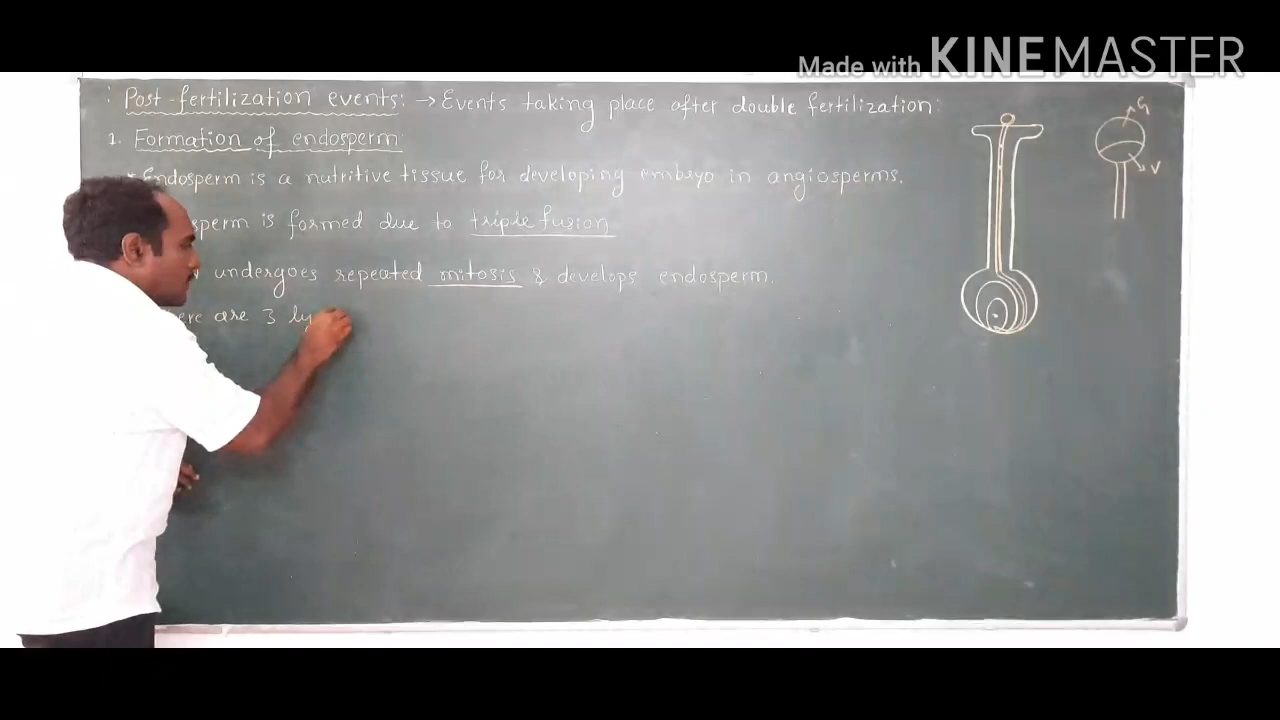 Made with KINEMASTER
: Post-fertilization events: → Events taking place after double fertilization:
1. Formation of endosperm:
Endosperm is a nutritive tissue for developing embryo in angiosperms.
sperm is formed due to triple fusion
undergoes repeated mitosis & develops endosperm.
ere are 3 ty
G
V